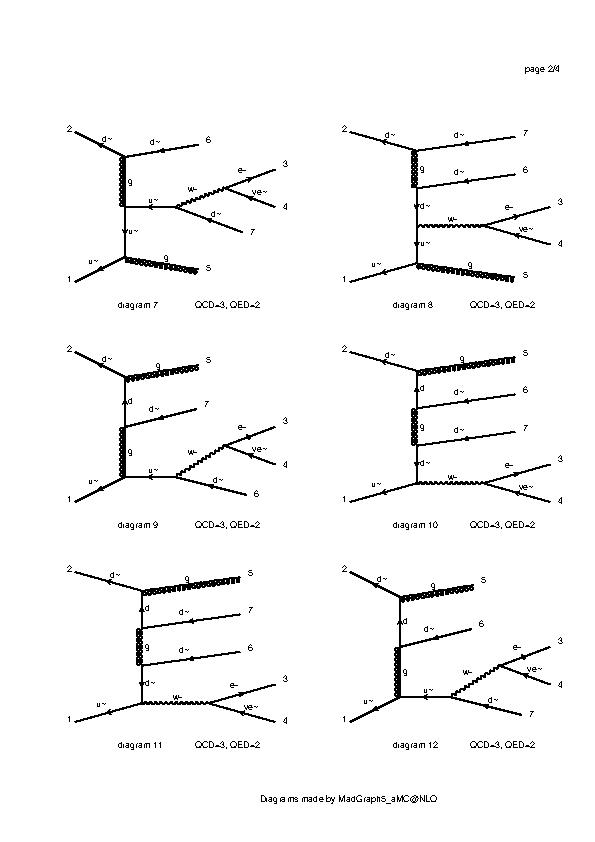 page 2/4
2 d~ d~ 6
g e- 3
w- ve~
u~ 4
d~ 7
u~
u~ g
1 5
diagram 7 QCD=3, QED=2
2 d~ d~ 7
g d~ 6
d~ e- 3
w- ve~
u~ 4
u~ g
1 5
diagram 8 QCD=3, QED=2
2 d~ g 5
d d~ 7
e- 3
g w- ve~
u~ u~ 4
1 d~ 6
diagram 9 QCD=3, QED=2
2 d~ g 5
d d~ 6
g d~ 7
d~ e- 3
u~ w- ve~
1 4
diagram 10 QCD=3, QED=2
2 d~ g 5
d d~ 7
g d~ 6
d~ e- 3
u~ w- ve~
1 4
diagram 11 QCD=3, QED=2
2 d~ g 5
d d~ 6
e- 3
g w- ve~
u~ u~ 4
1 d~ 7
diagram 12 QCD=3, QED=2
Diagrams made by MadGraph5_aMC@NLO